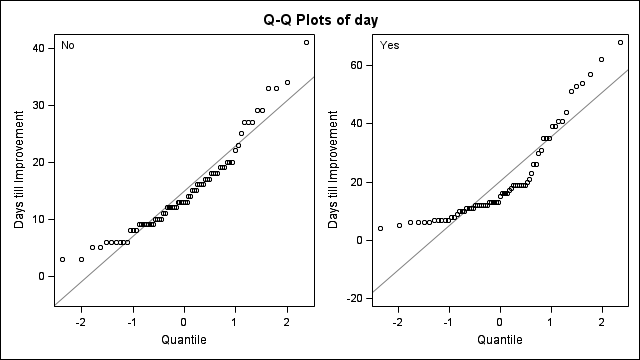 Q-Q Plots of day
No
Yes
Days till Improvement
40
30
20
10
0
-2
-1
0
1
2
Quantile
Days till Improvement
60
40
20
0
-20
-2
-1
0
1
2
Quantile